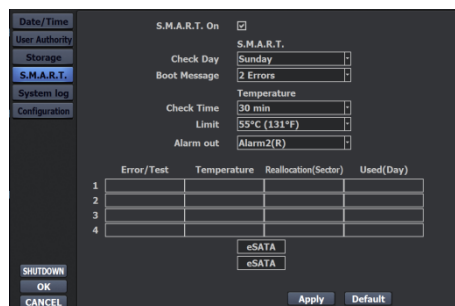 Date/Time
User Authority
Storage
S.M.A.R.T.
System log
Configuration
SHUTDOWN
OK
CANCEL
S.M.A.R.T. On
S.M.A.R.T.
Check Day Sunday
Boot Message 2 Errors
Temperature
Check Time 30 min
Limit 55°C (131°F)
Alarm out Alarm2(R)
Error/Test Temperature Reallocation(Sector) Used(Day)
1
2
3
4
eSATA
eSATA
Apply Default